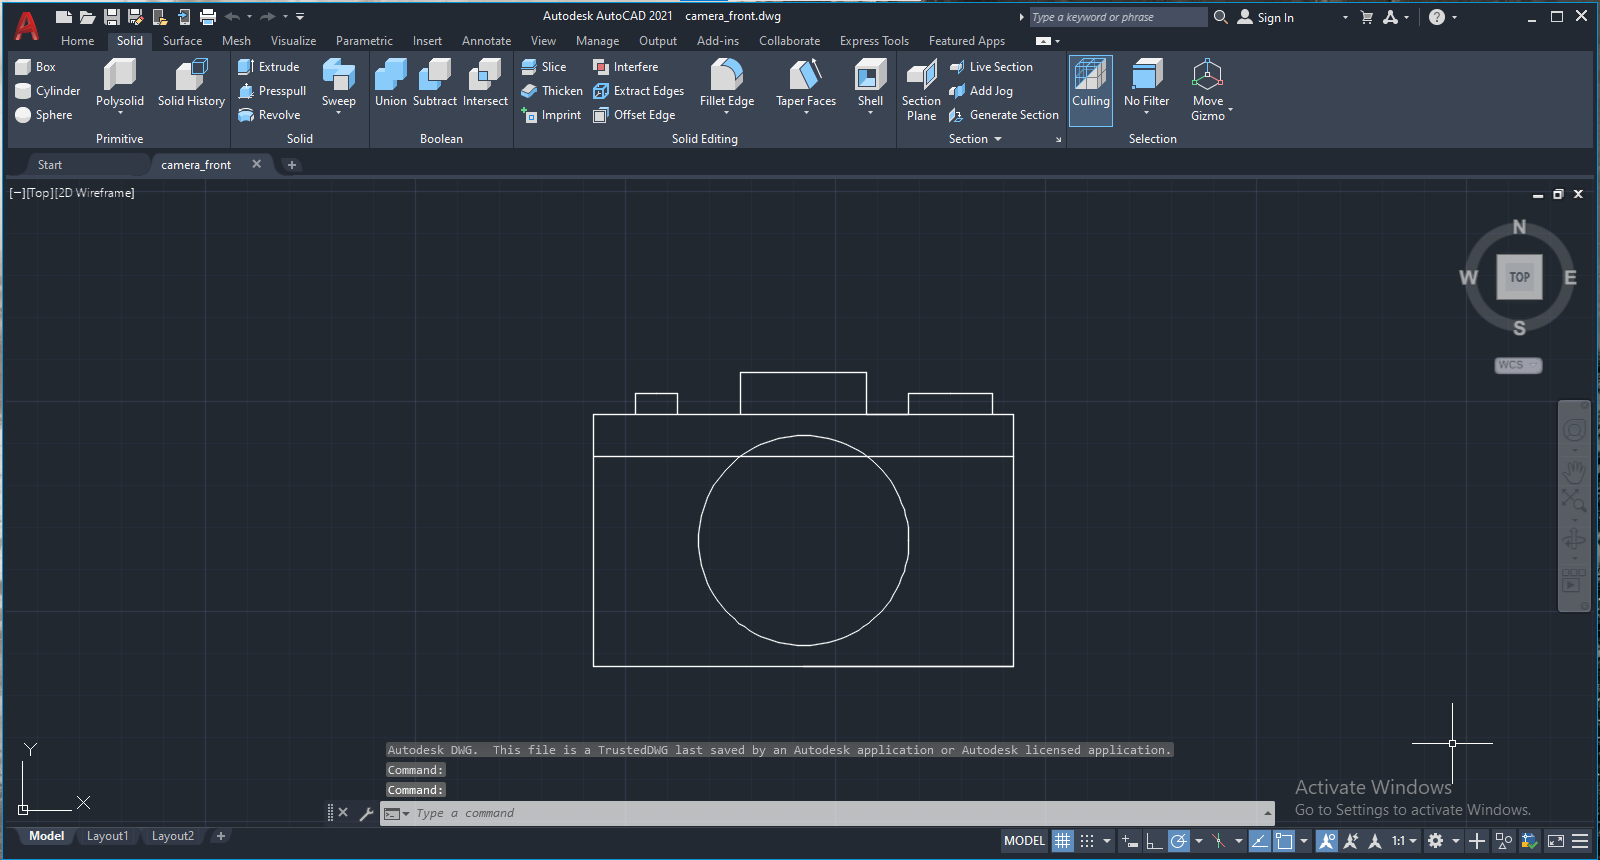 Autodesk AutoCAD 2021 camera_front.dwg
Type a keyword or phrase
Sign In
Home Solid Surface Mesh Visualize Parametric Insert Annotate View Manage Output Add-ins Collaborate Express Tools Featured Apps
Box
Cylinder
Sphere
Polysolid
Solid History
Primitive
Extrude
Presspull
Revolve
Sweep
Solid
Union Subtract Intersect
Boolean
Slice
Thicken
Imprint
Interfere
Extract Edges
Offset Edge
Fillet Edge
Taper Faces
Shell
Solid Editing
Section
Plane
Live Section
Add Jog
Generate Section
Section
Culling
No Filter
Move
Gizmo
Selection
Start
camera_front
[−][Top][2D Wireframe]
N
W
TOP
E
S
WCS
Y
X
Autodesk DWG. This file is a TrustedDWG last saved by an Autodesk application or Autodesk licensed application.
Command:
Command:
Type a command
Activate Windows
Go to Settings to activate Windows.
Model Layout1 Layout2
MODEL
1:1